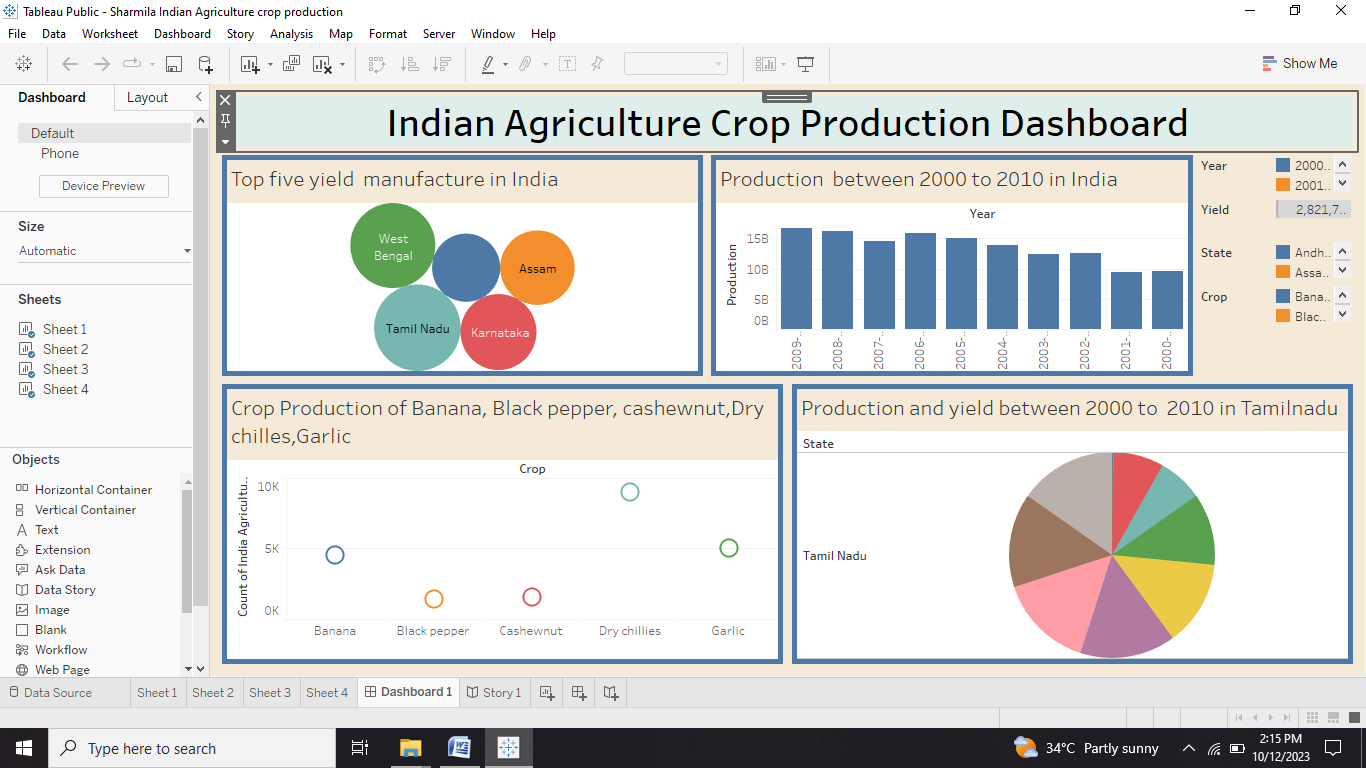 Tableau Public - Sharmila Indian Agriculture crop production
File Data Worksheet Dashboard Story Analysis Map Format Server Window Help
Show Me
Dashboard Layout
Default
Phone
Device Preview
Size
Automatic
Sheets
Sheet 1
Sheet 2
Sheet 3
Sheet 4
Objects
Horizontal Container
Vertical Container
Text
Extension
Ask Data
Data Story
Image
Blank
Workflow
Web Page
Indian Agriculture Crop Production Dashboard
Top five yield manufacture in India
West
Bengal
Assam
Tamil Nadu
Karnataka
Production between 2000 to 2010 in India
Year
Production
15B
10B
5B
0B
2009-..
2008-..
2007-..
2006-..
2005-..
2004-..
2003-..
2002-..
2001-..
2000-..
Year
2000..
2001..
Yield
2,821,7..
State
Andh..
Assa..
Crop
Bana..
Blac..
Crop Production of Banana, Black pepper, cashewnut,Dry
chilles,Garlic
Crop
Count of India Agricultu..
10K
5K
0K
Banana Black pepper Cashewnut Dry chillies Garlic
Production and yield between 2000 to 2010 in Tamilnadu
State
Tamil Nadu
Data Source Sheet 1 Sheet 2 Sheet 3 Sheet 4 Dashboard 1 Story 1
Type here to search
34°C Partly sunny
2:15 PM
10/12/2023